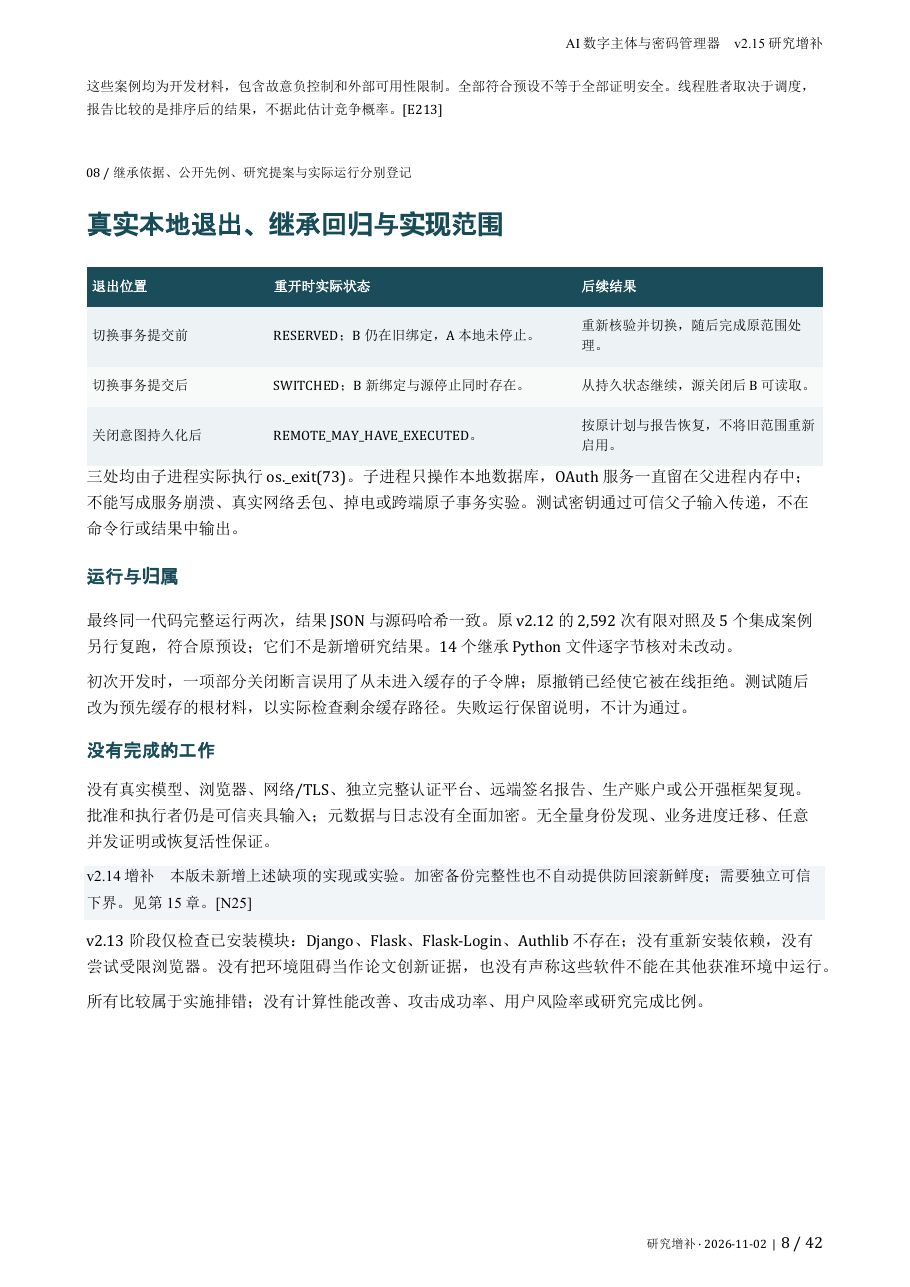 AI 数字主体与密码管理器 v2.15 研究增补
这些案例均为开发材料，包含故意负控制和外部可用性限制。全部符合预设不等于全部证明安全。线程胜者取决于调度，
报告比较的是排序后的结果，不据此估计竞争概率。[E213]
08 / 继承依据、公开先例、研究提案与实际运行分别登记
真实本地退出、继承回归与实现范围
退出位置 重开时实际状态 后续结果
切换事务提交前 RESERVED；B 仍在旧绑定，A 本地未停止。 重新核验并切换，随后完成原范围处
理。
切换事务提交后 SWITCHED；B 新绑定与源停止同时存在。 从持久状态继续，源关闭后 B 可读取。
关闭意图持久化后 REMOTE_MAY_HAVE_EXECUTED。 按原计划与报告恢复，不将旧范围重新
启用。
三处均由子进程实际执行 os._exit(73)。子进程只操作本地数据库，OAuth 服务一直留在父进程内存中；
不能写成服务崩溃、真实网络丢包、掉电或跨端原子事务实验。测试密钥通过可信父子输入传递，不在
命令行或结果中输出。
运行与归属
最终同一代码完整运行两次，结果 JSON 与源码哈希一致。原 v2.12 的 2,592 次有限对照及 5 个集成案例
另行复跑，符合原预设；它们不是新增研究结果。14 个继承 Python 文件逐字节核对未改动。
初次开发时，一项部分关闭断言误用了从未进入缓存的子令牌；原撤销已经使它被在线拒绝。测试随后
改为预先缓存的根材料，以实际检查剩余缓存路径。失败运行保留说明，不计为通过。
没有完成的工作
没有真实模型、浏览器、网络/TLS、独立完整认证平台、远端签名报告、生产账户或公开强框架复现。
批准和执行者仍是可信夹具输入；元数据与日志没有全面加密。无全量身份发现、业务进度迁移、任意
并发证明或恢复活性保证。
v2.14 增补 本版未新增上述缺项的实现或实验。加密备份完整性也不自动提供防回滚新鲜度；需要独立可信
下界。见第 15 章。[N25]
v2.13 阶段仅检查已安装模块：Django、Flask、Flask-Login、Authlib 不存在；没有重新安装依赖，没有
尝试受限浏览器。没有把环境阻碍当作论文创新证据，也没有声称这些软件不能在其他获准环境中运行。
所有比较属于实施排错；没有计算性能改善、攻击成功率、用户风险率或研究完成比例。
研究增补 · 2026-11-02 | 8 / 42